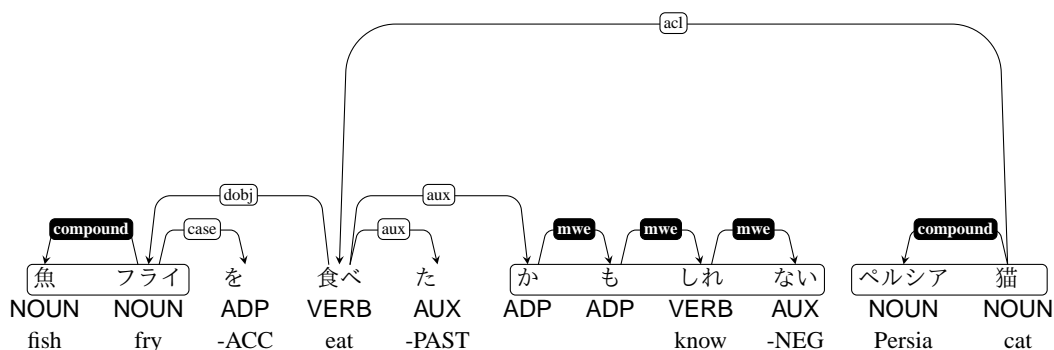 acl
dobj aux
compound case aux mwe mwe mwe compound
魚 フライ を 食べ た か も しれ ない ペルシア 猫
NOUN NOUN ADP VERB AUX ADP ADP VERB AUX NOUN NOUN
fish fry -ACC eat -PAST know -NEG Persia cat